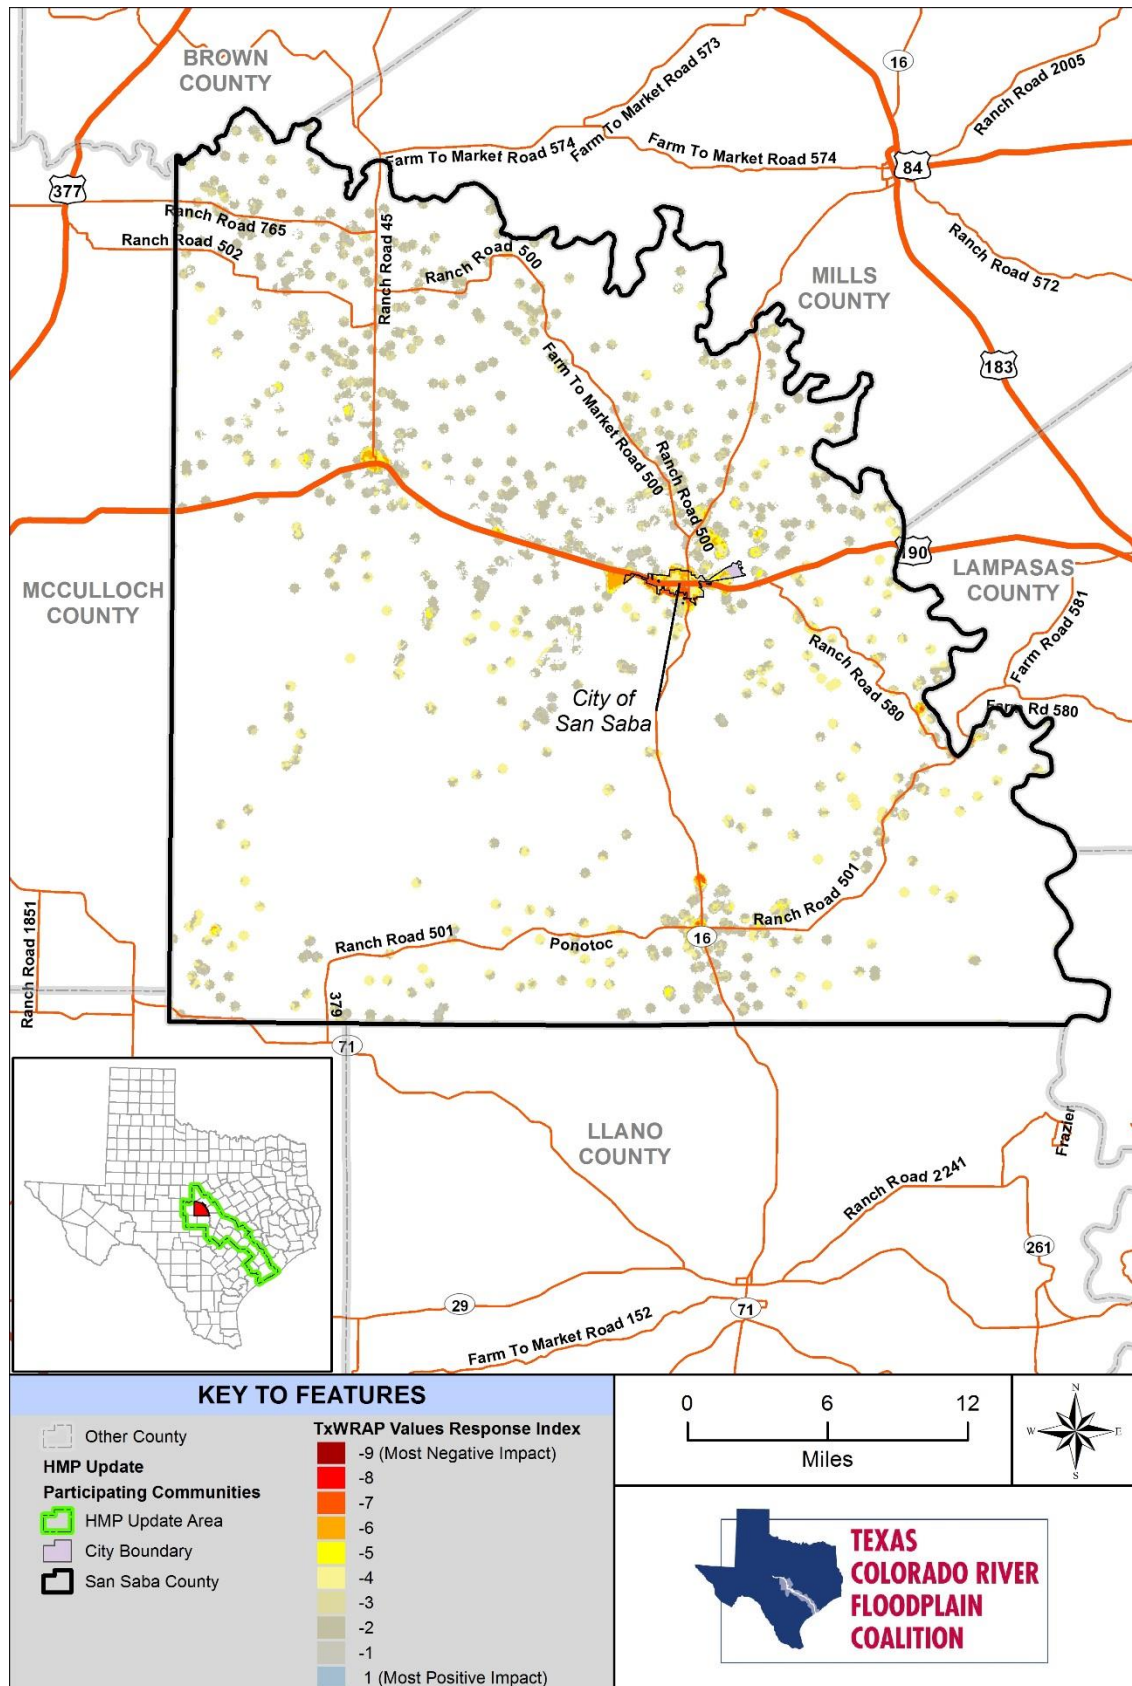 BROWN
COUNTY
Farm To Market Road 573
16
Ranch Road 2005
Farm To Market Road 574
Farm To Market Road 574
84
377
Ranch Road 765
Ranch Road 502
Ranch Road 45
Ranch Road 500
Ranch Road 572
MILLS
COUNTY
183
Farm To Market Road 500
Ranch Road 500
190
LAMPASAS
COUNTY
MCCULLOCH
COUNTY
Farm Road 581
Ranch Road 580
Farm Rd 580
City of
San Saba
Ranch Road 1851
Ranch Road 501
Ranch Road 501
Ponotoc
16
379
71
LLANO
COUNTY
Frazier
Ranch Road 2241
261
29
71
Farm To Market Road 152
KEY TO FEATURES
Other County
HMP Update
Participating Communities
HMP Update Area
City Boundary
San Saba County
TxWRAP Values Response Index
-9 (Most Negative Impact)
-8
-7
-6
-5
-4
-3
-2
-1
1 (Most Positive Impact)
0 6 12
Miles
N
W E
S
TEXAS
COLORADO RIVER
FLOODPLAIN
COALITION